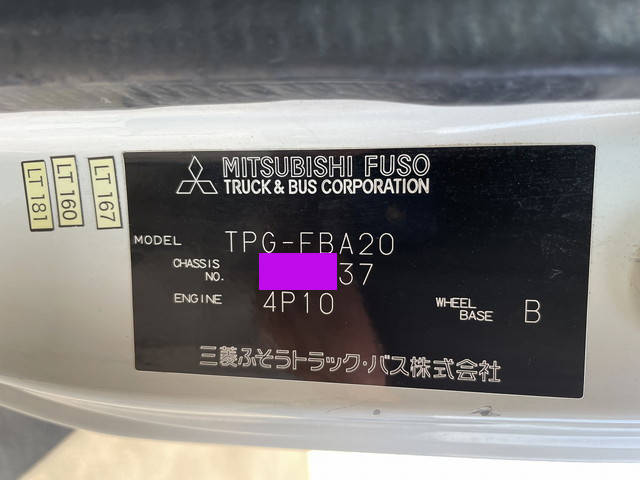 MITSUBISHI FUSO
TRUCK & BUS CORPORATION
LT 181
LT 160
LT 167
MODEL TPG-FBA20
CHASSIS NO. 37
ENGINE 4P10
WHEEL BASE B
三菱ふそうトラック・バス株式会社